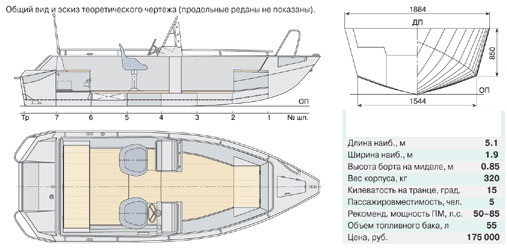 Общий вид и эскиз теоретического чертежа (продольные реданы не показаны).
1884
ДП
850
ОП
1544
ОП
Тр 7 6 5 4 3 2 1 № шп.
Длина наиб., м 5.1
Ширина наиб., м 1.9
Высота борта на миделе, м 0.85
Вес корпуса, кг 320
Килеватость на транце, град. 15
Пассажировместимость, чел. 5
Рекоменд. мощность ПМ, л.с. 50–85
Объем топливного бака, л 55
Цена, руб. 175 000